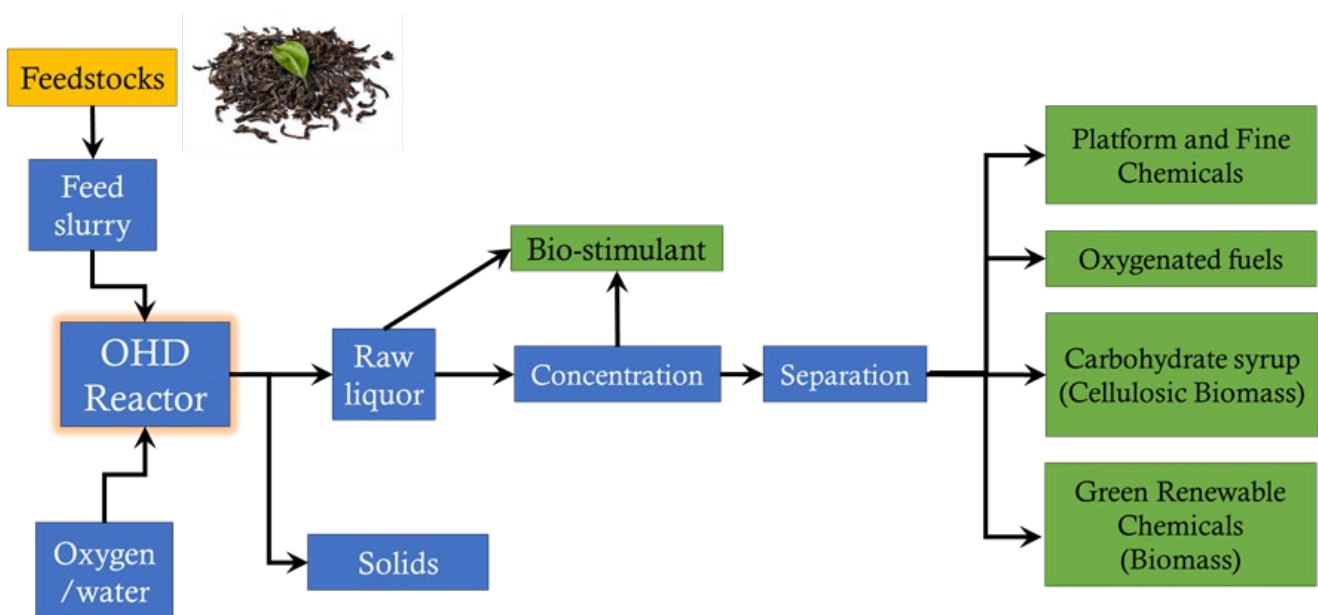 Feedstocks
Feed
slurry
OHD
Reactor
Oxygen
/water
Raw
liquor
Solids
Bio-stimulant
Concentration
Separation
Platform and Fine
Chemicals
Oxygenated fuels
Carbohydrate syrup
(Cellulosic Biomass)
Green Renewable
Chemicals
(Biomass)